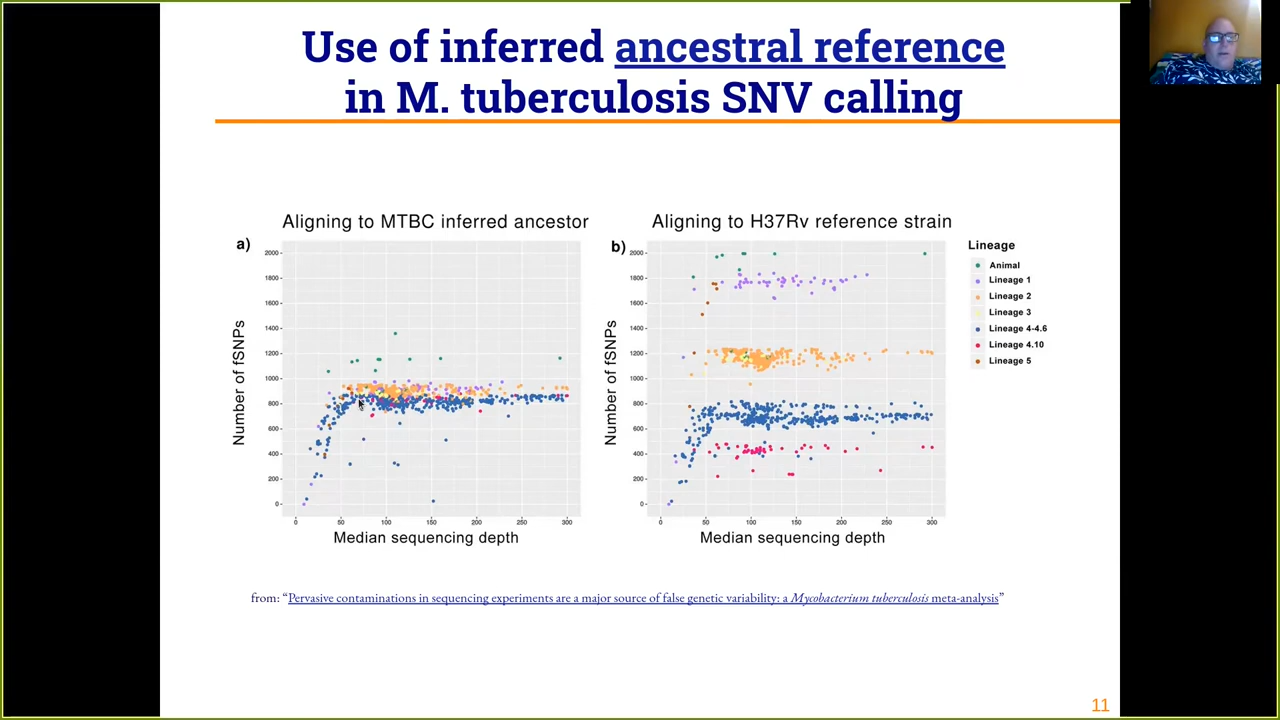 Use of inferred ancestral reference
in M. tuberculosis SNV calling
Aligning to MTBC inferred ancestor
a)
Number of fSNPs
2000
1800
1600
1400
1200
1000
800
600
400
200
0
0 50 100 150 200 250 300
Median sequencing depth
Aligning to H37Rv reference strain
b)
Number of fSNPs
2000
1800
1600
1400
1200
1000
800
600
400
200
0
0 50 100 150 200 250 300
Median sequencing depth
Lineage
Animal
Lineage 1
Lineage 2
Lineage 3
Lineage 4-4.6
Lineage 4.10
Lineage 5
from: “Pervasive contaminations in sequencing experiments are a major source of false genetic variability: a Mycobacterium tuberculosis meta-analysis”
11